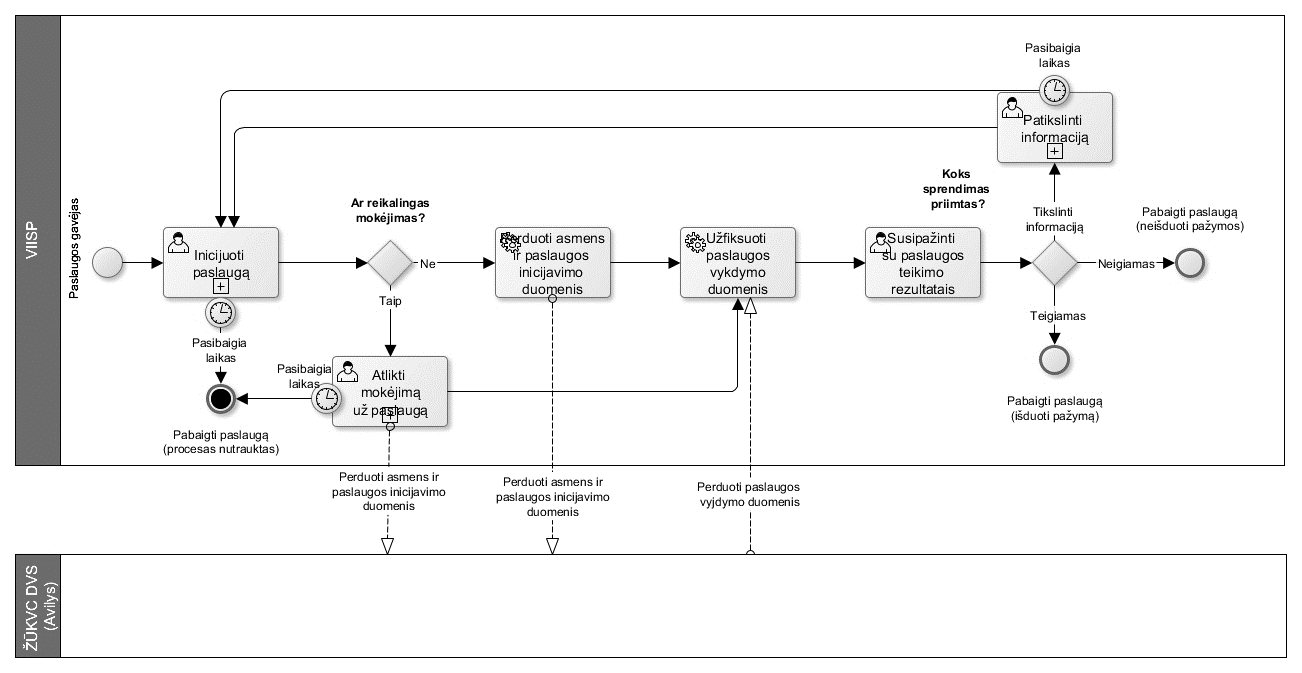 VIISP
Paslaugos gavėjas
Pasibaigia
laikas
Patikslinti
informaciją
Koks
sprendimas
priimtas?
Ar reikalingas
mokėjimas?
Tikslinti
informaciją
Pabaigti paslaugą
(neišduoti pažymos)
Inicijuoti
paslaugą
Ne
Perduoti asmens
ir paslaugos
inicijavimo
duomenis
Užfiksuoti
paslaugos
vykdymo
duomenis
Susipažinti
su paslaugos
teikimo
rezultatais
Neigiamas
Taip
Teigiamas
Pasibaigia
laikas
Pasibaigia
laikas
Atlikti
mokėjimą
už paslaugą
Pabaigti paslaugą
(išduoti pažymą)
Pabaigti paslaugą
(procesas nutrauktas)
Perduoti asmens ir
paslaugos inicijavimo
duomenis
Perduoti asmens ir
paslaugos inicijavimo
duomenis
Perduoti paslaugos
vyjdymo duomenis
ŽŪKVC DVS
(Avilys)